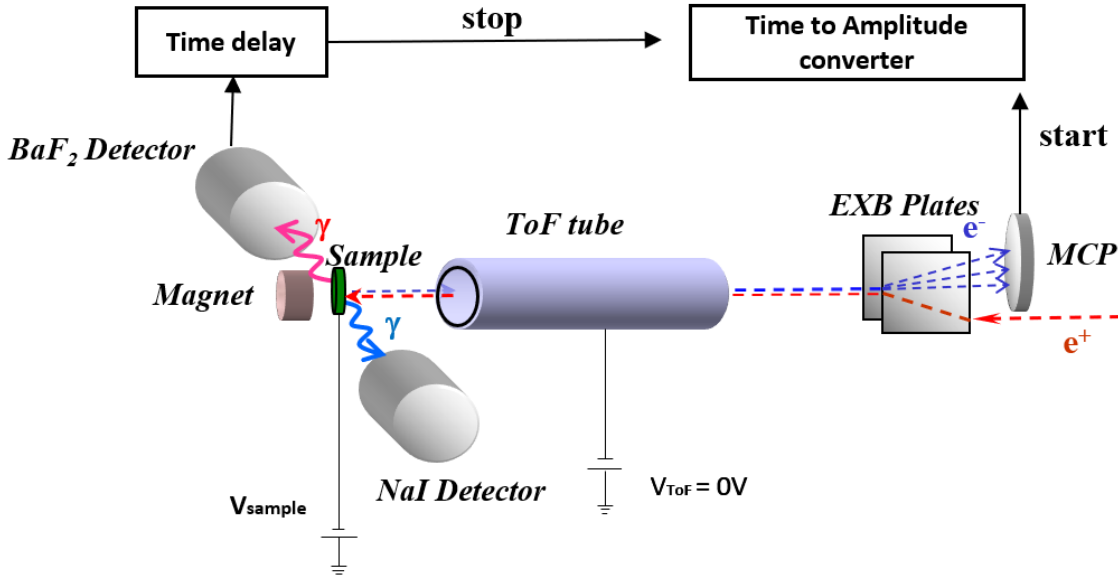 stop
Time delay
Time to Amplitude
converter
start
BaF₂ Detector
γ
Sample
Magnet
γ
ToF tube
EXB Plates
e⁻
MCP
e⁺
NaI Detector
Vsample
VToF = 0V